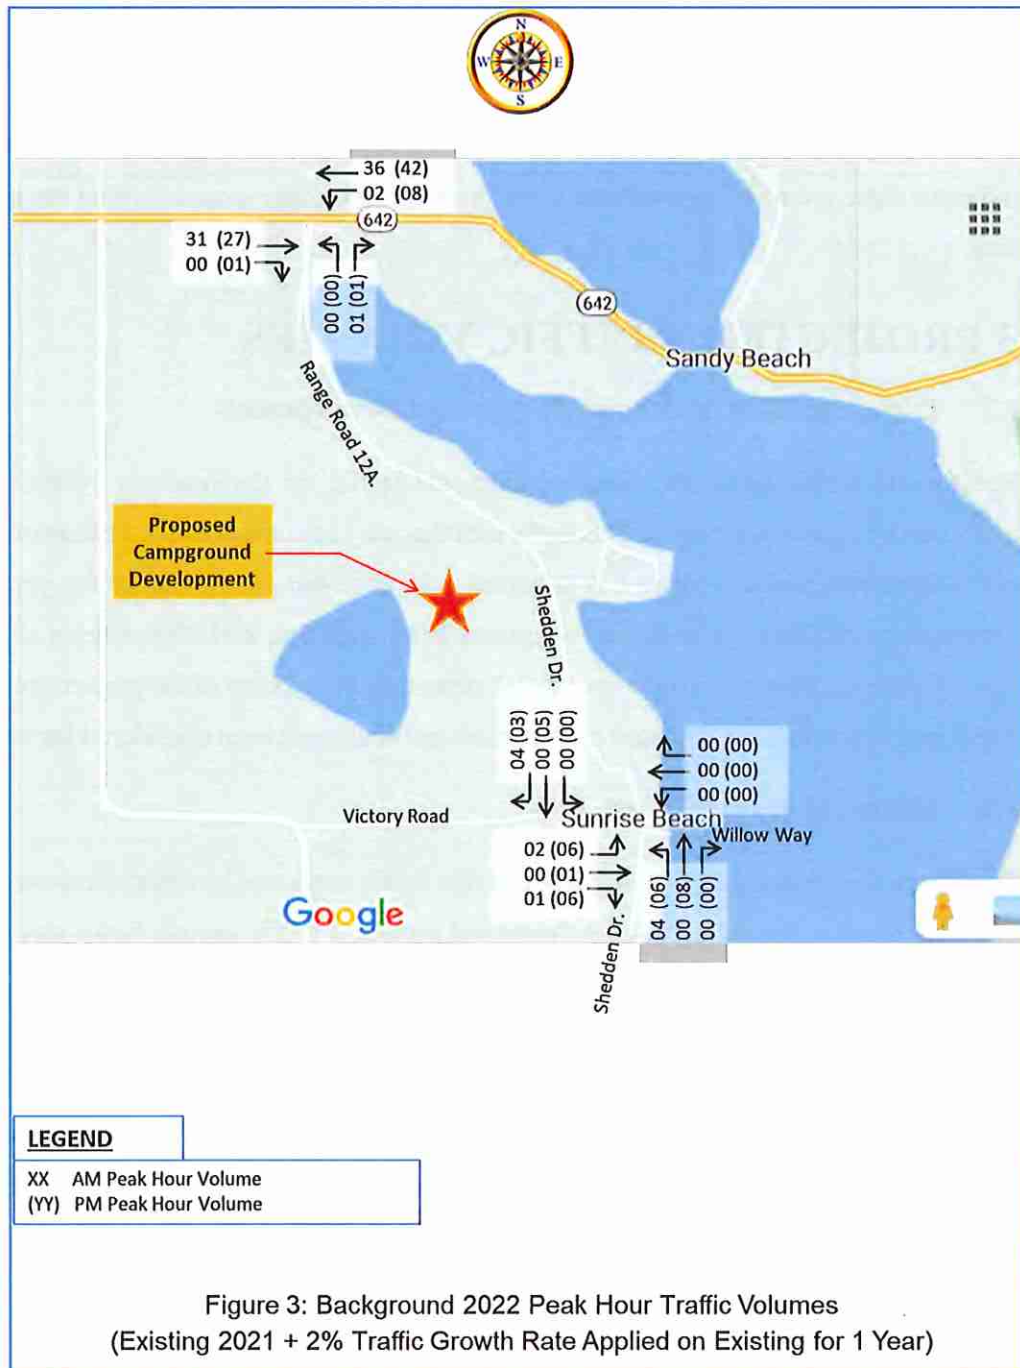 N
W E
S
36 (42)
02 (08)
642
31 (27)
00 (01)
00 (00)
01 (01)
642
Sandy Beach
Range Road 12A.
Proposed
Campground
Development
Shedden Dr.
04 (03)
00 (05)
00 (00)
00 (00)
00 (00)
00 (00)
Victory Road
Sunrise Beach
Willow Way
02 (06)
00 (01)
01 (06)
04 (06)
00 (08)
00 (00)
Google
Shedden Dr.
LEGEND
XX AM Peak Hour Volume
(YY) PM Peak Hour Volume
Figure 3: Background 2022 Peak Hour Traffic Volumes
(Existing 2021 + 2% Traffic Growth Rate Applied on Existing for 1 Year)